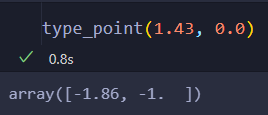 type_point(1.43, 0.0)
0.8s
array([-1.86, -1.  ])